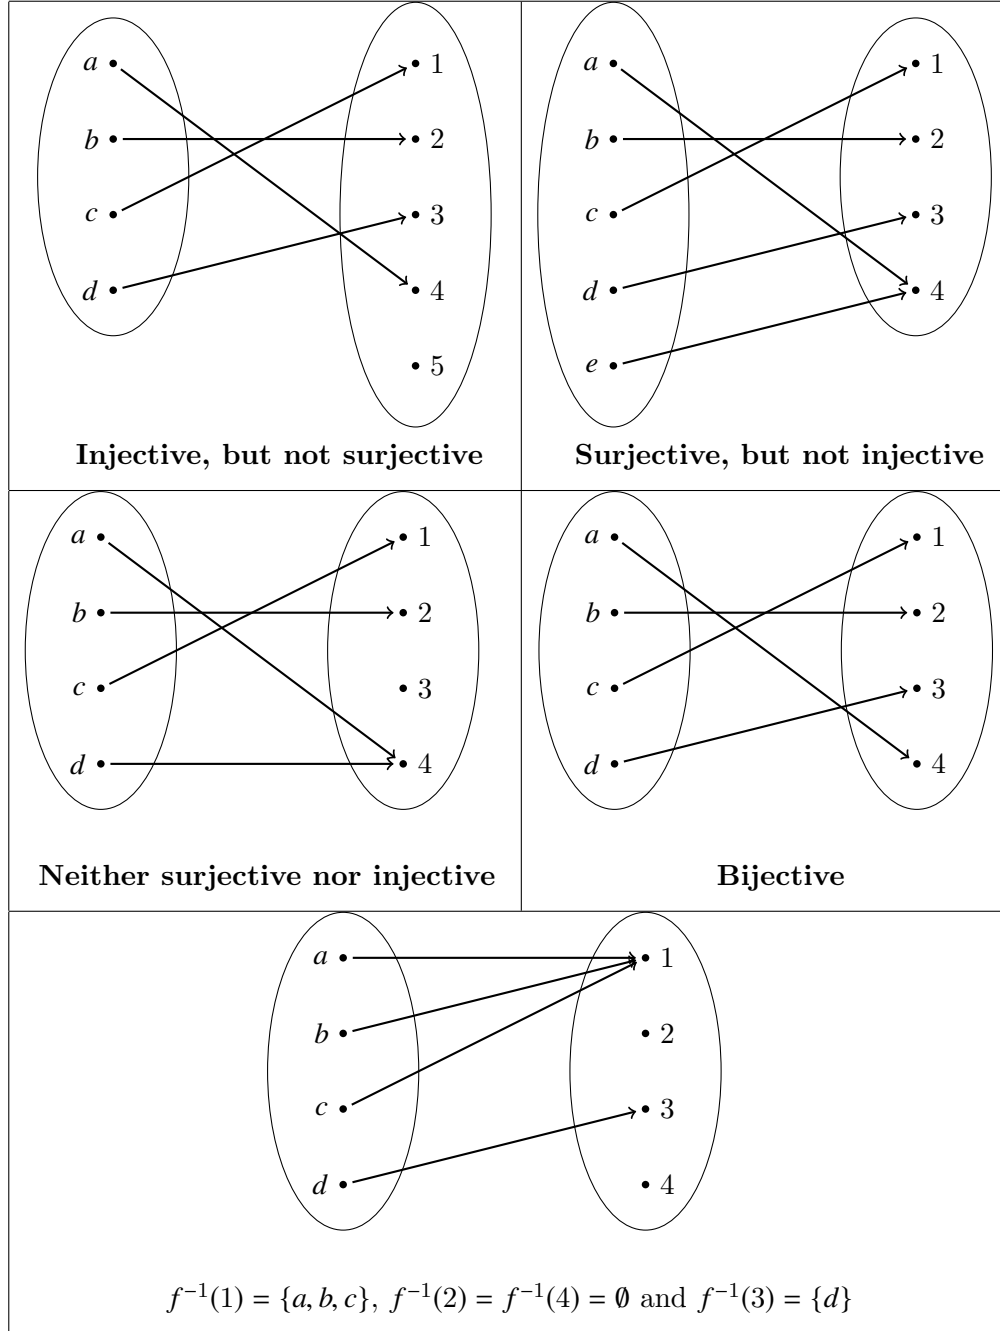 a 1
b 2
c 3
d 4
5
Injective, but not surjective
a 1
b 2
c 3
d 4
e
Surjective, but not injective
a 1
b 2
c 3
d 4
Neither surjective nor injective
a 1
b 2
c 3
d 4
Bijective
a 1
b 2
c 3
d 4
f⁻¹(1) = {a, b, c}, f⁻¹(2) = f⁻¹(4) = ∅ and f⁻¹(3) = {d}